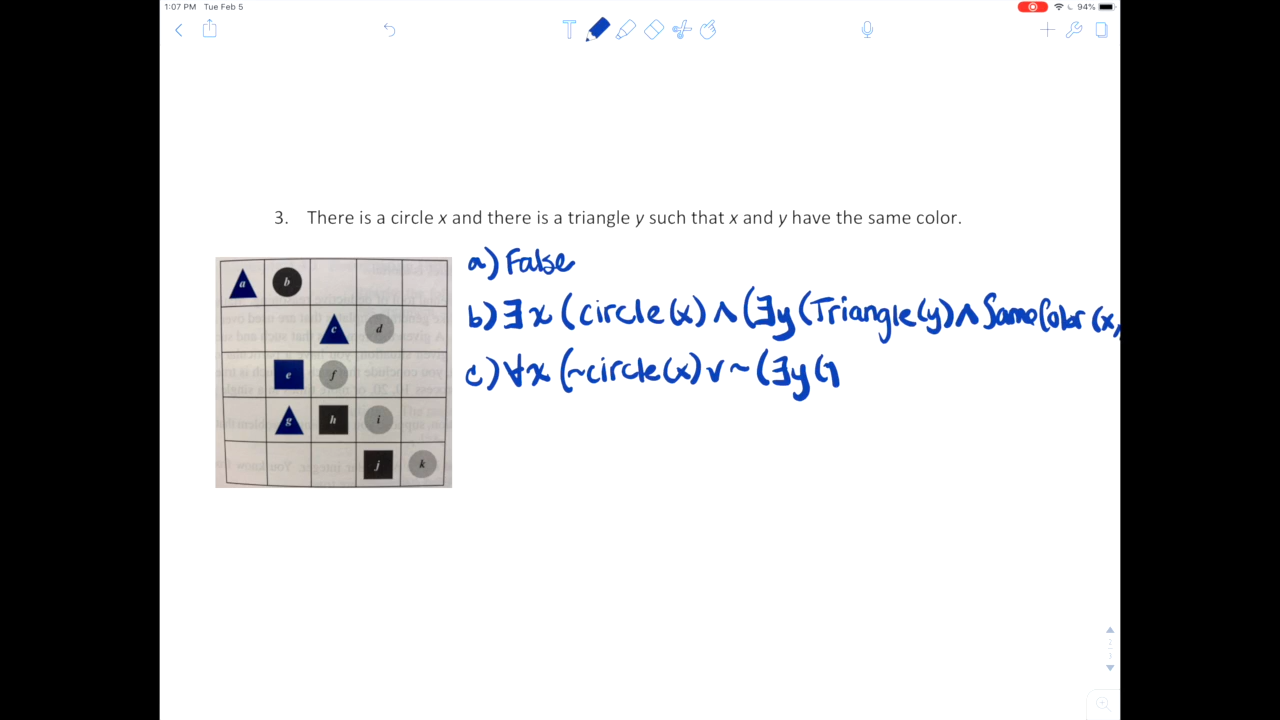 1:07 PM Tue Feb 5
94%
T
3. There is a circle x and there is a triangle y such that x and y have the same color.
a) False
b) ∃x (circle(x) ∧ (∃y (Triangle(y) ∧ SameColor (x,
c) ∀x (~circle(x) ∨ ~ (∃y (
a b
c d
e f
g h i
j k